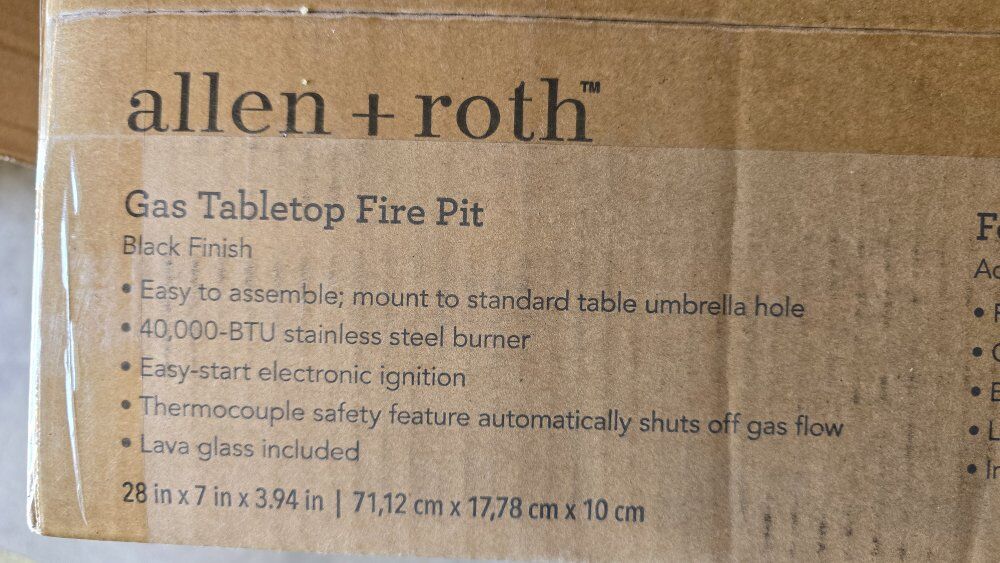 allen + roth™
Gas Tabletop Fire Pit
Black Finish
• Easy to assemble; mount to standard table umbrella hole
• 40,000-BTU stainless steel burner
• Easy-start electronic ignition
• Thermocouple safety feature automatically shuts off gas flow
• Lava glass included
28 in x 7 in x 3.94 in | 71,12 cm x 17,78 cm x 10 cm